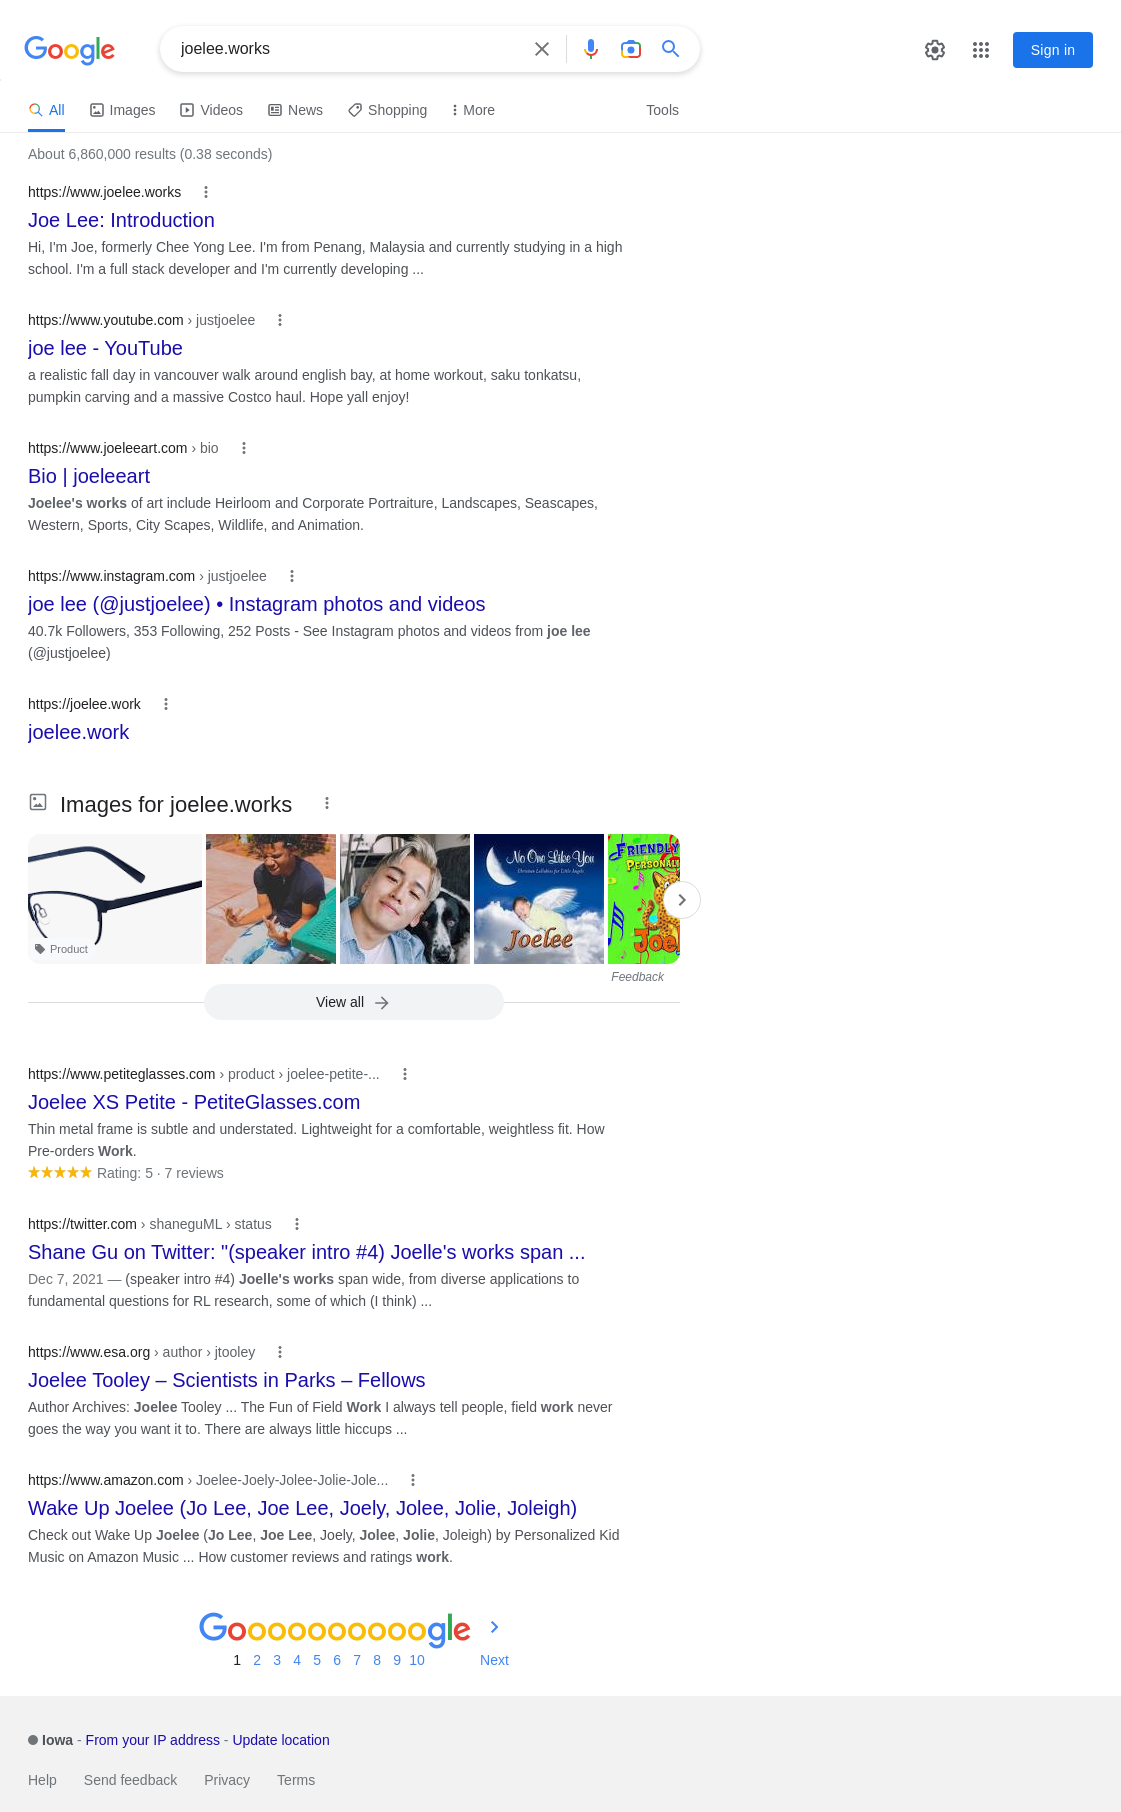 Google
joelee.works
Sign in
All Images Videos News Shopping More Tools
About 6,860,000 results (0.38 seconds)
https://www.joelee.works
Joe Lee: Introduction
Hi, I'm Joe, formerly Chee Yong Lee. I'm from Penang, Malaysia and currently studying in a high
school. I'm a full stack developer and I'm currently developing ...
https://www.youtube.com › justjoelee
joe lee - YouTube
a realistic fall day in vancouver walk around english bay, at home workout, saku tonkatsu,
pumpkin carving and a massive Costco haul. Hope yall enjoy!
https://www.joeleeart.com › bio
Bio | joeleeart
Joelee's works of art include Heirloom and Corporate Portraiture, Landscapes, Seascapes,
Western, Sports, City Scapes, Wildlife, and Animation.
https://www.instagram.com › justjoelee
joe lee (@justjoelee) • Instagram photos and videos
40.7k Followers, 353 Following, 252 Posts - See Instagram photos and videos from joe lee
(@justjoelee)
https://joelee.work
joelee.work
Images for joelee.works
No One Like You
Christian Lullabies for Little Angels
Joelee
FRIENDLY
PERSONAL
Joe
Product
Feedback
View all
https://www.petiteglasses.com › product › joelee-petite-...
Joelee XS Petite - PetiteGlasses.com
Thin metal frame is subtle and understated. Lightweight for a comfortable, weightless fit. How
Pre-orders Work.
Rating: 5 · 7 reviews
https://twitter.com › shaneguML › status
Shane Gu on Twitter: "(speaker intro #4) Joelle's works span ...
Dec 7, 2021 — (speaker intro #4) Joelle's works span wide, from diverse applications to
fundamental questions for RL research, some of which (I think) ...
https://www.esa.org › author › jtooley
Joelee Tooley – Scientists in Parks – Fellows
Author Archives: Joelee Tooley ... The Fun of Field Work I always tell people, field work never
goes the way you want it to. There are always little hiccups ...
https://www.amazon.com › Joelee-Joely-Jolee-Jolie-Jole...
Wake Up Joelee (Jo Lee, Joe Lee, Joely, Jolee, Jolie, Joleigh)
Check out Wake Up Joelee (Jo Lee, Joe Lee, Joely, Jolee, Jolie, Joleigh) by Personalized Kid
Music on Amazon Music ... How customer reviews and ratings work.
Goooooooooogle
1 2 3 4 5 6 7 8 9 10 Next
Iowa - From your IP address - Update location
Help Send feedback Privacy Terms